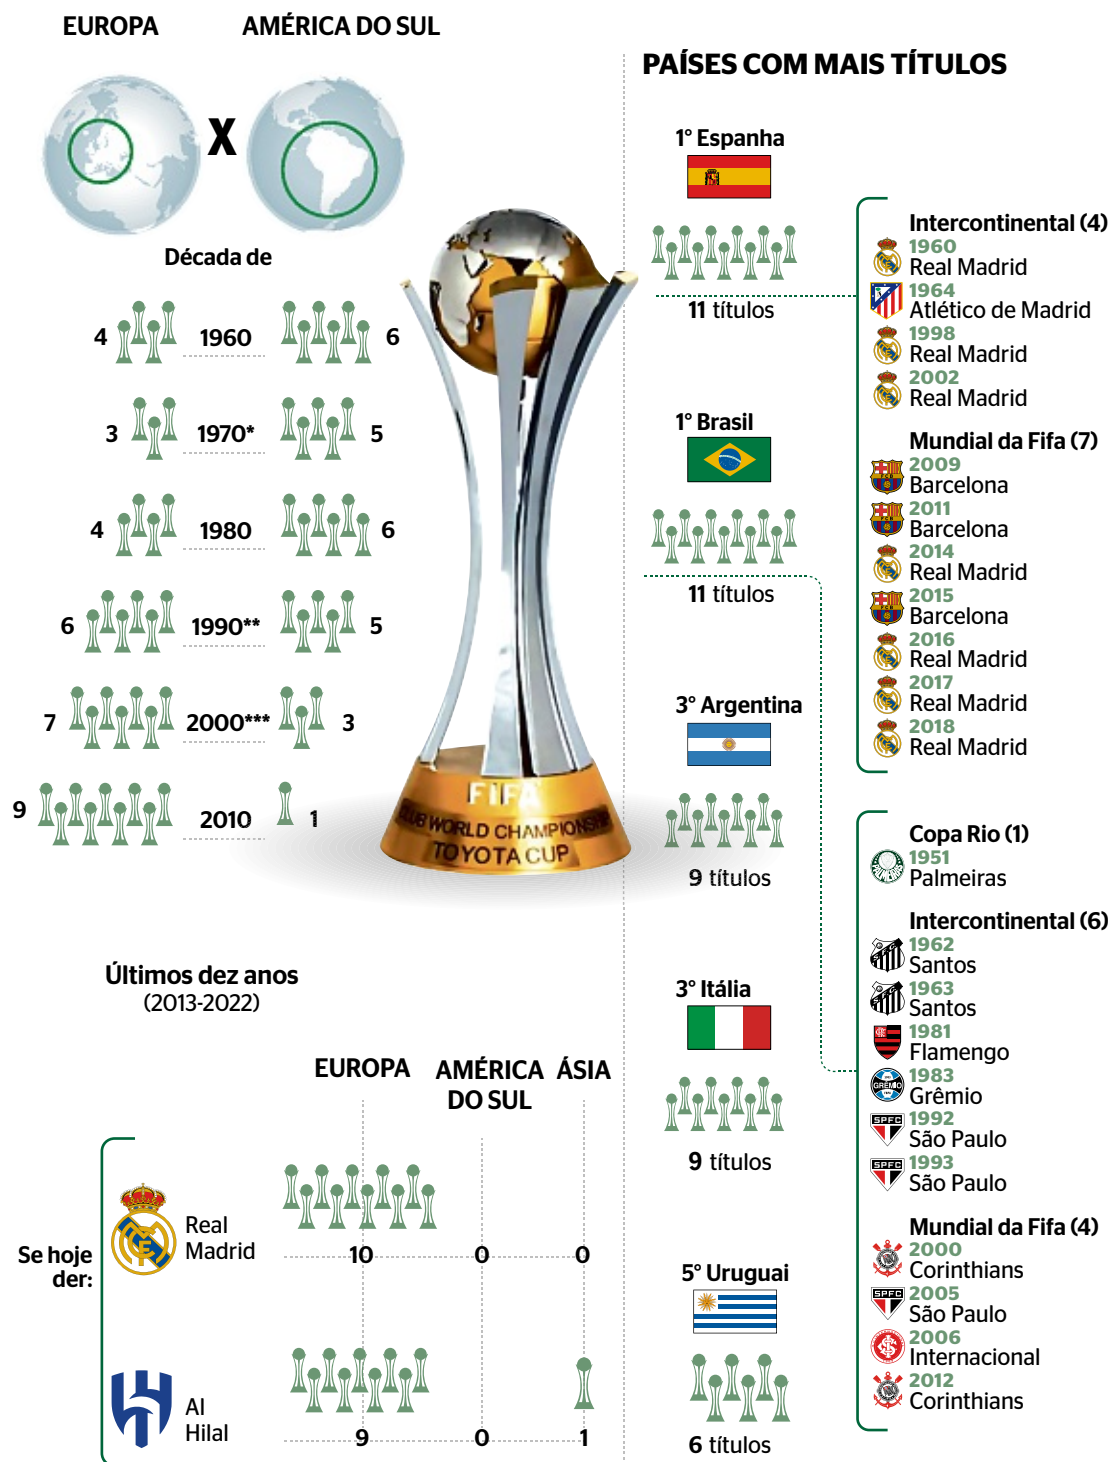 EUROPA
AMÉRICA DO SUL
X
Década de
4 1960 6
3 1970* 5
4 1980 6
6 1990** 5
7 2000*** 3
9 2010 1
FIFA
CLUB WORLD CHAMPIONSHIP
TOYOTA CUP
Últimos dez anos
(2013-2022)
EUROPA
AMÉRICA
DO SUL
ÁSIA
Se hoje
der:
Real
Madrid
10 0 0
Al
Hilal
9 0 1
PAÍSES COM MAIS TÍTULOS
1° Espanha
11 títulos
1° Brasil
11 títulos
3° Argentina
9 títulos
3° Itália
9 títulos
5° Uruguai
6 títulos
Intercontinental (4)
1960
Real Madrid
1964
Atlético de Madrid
1998
Real Madrid
2002
Real Madrid
Mundial da Fifa (7)
2009
Barcelona
2011
Barcelona
2014
Real Madrid
2015
Barcelona
2016
Real Madrid
2017
Real Madrid
2018
Real Madrid
Copa Rio (1)
1951
Palmeiras
Intercontinental (6)
1962
Santos
1963
Santos
1981
Flamengo
1983
GRÊMIO
Grêmio
1992
SPFC
São Paulo
1993
SPFC
São Paulo
Mundial da Fifa (4)
2000
Corinthians
2005
SPFC
São Paulo
2006
Internacional
2012
Corinthians